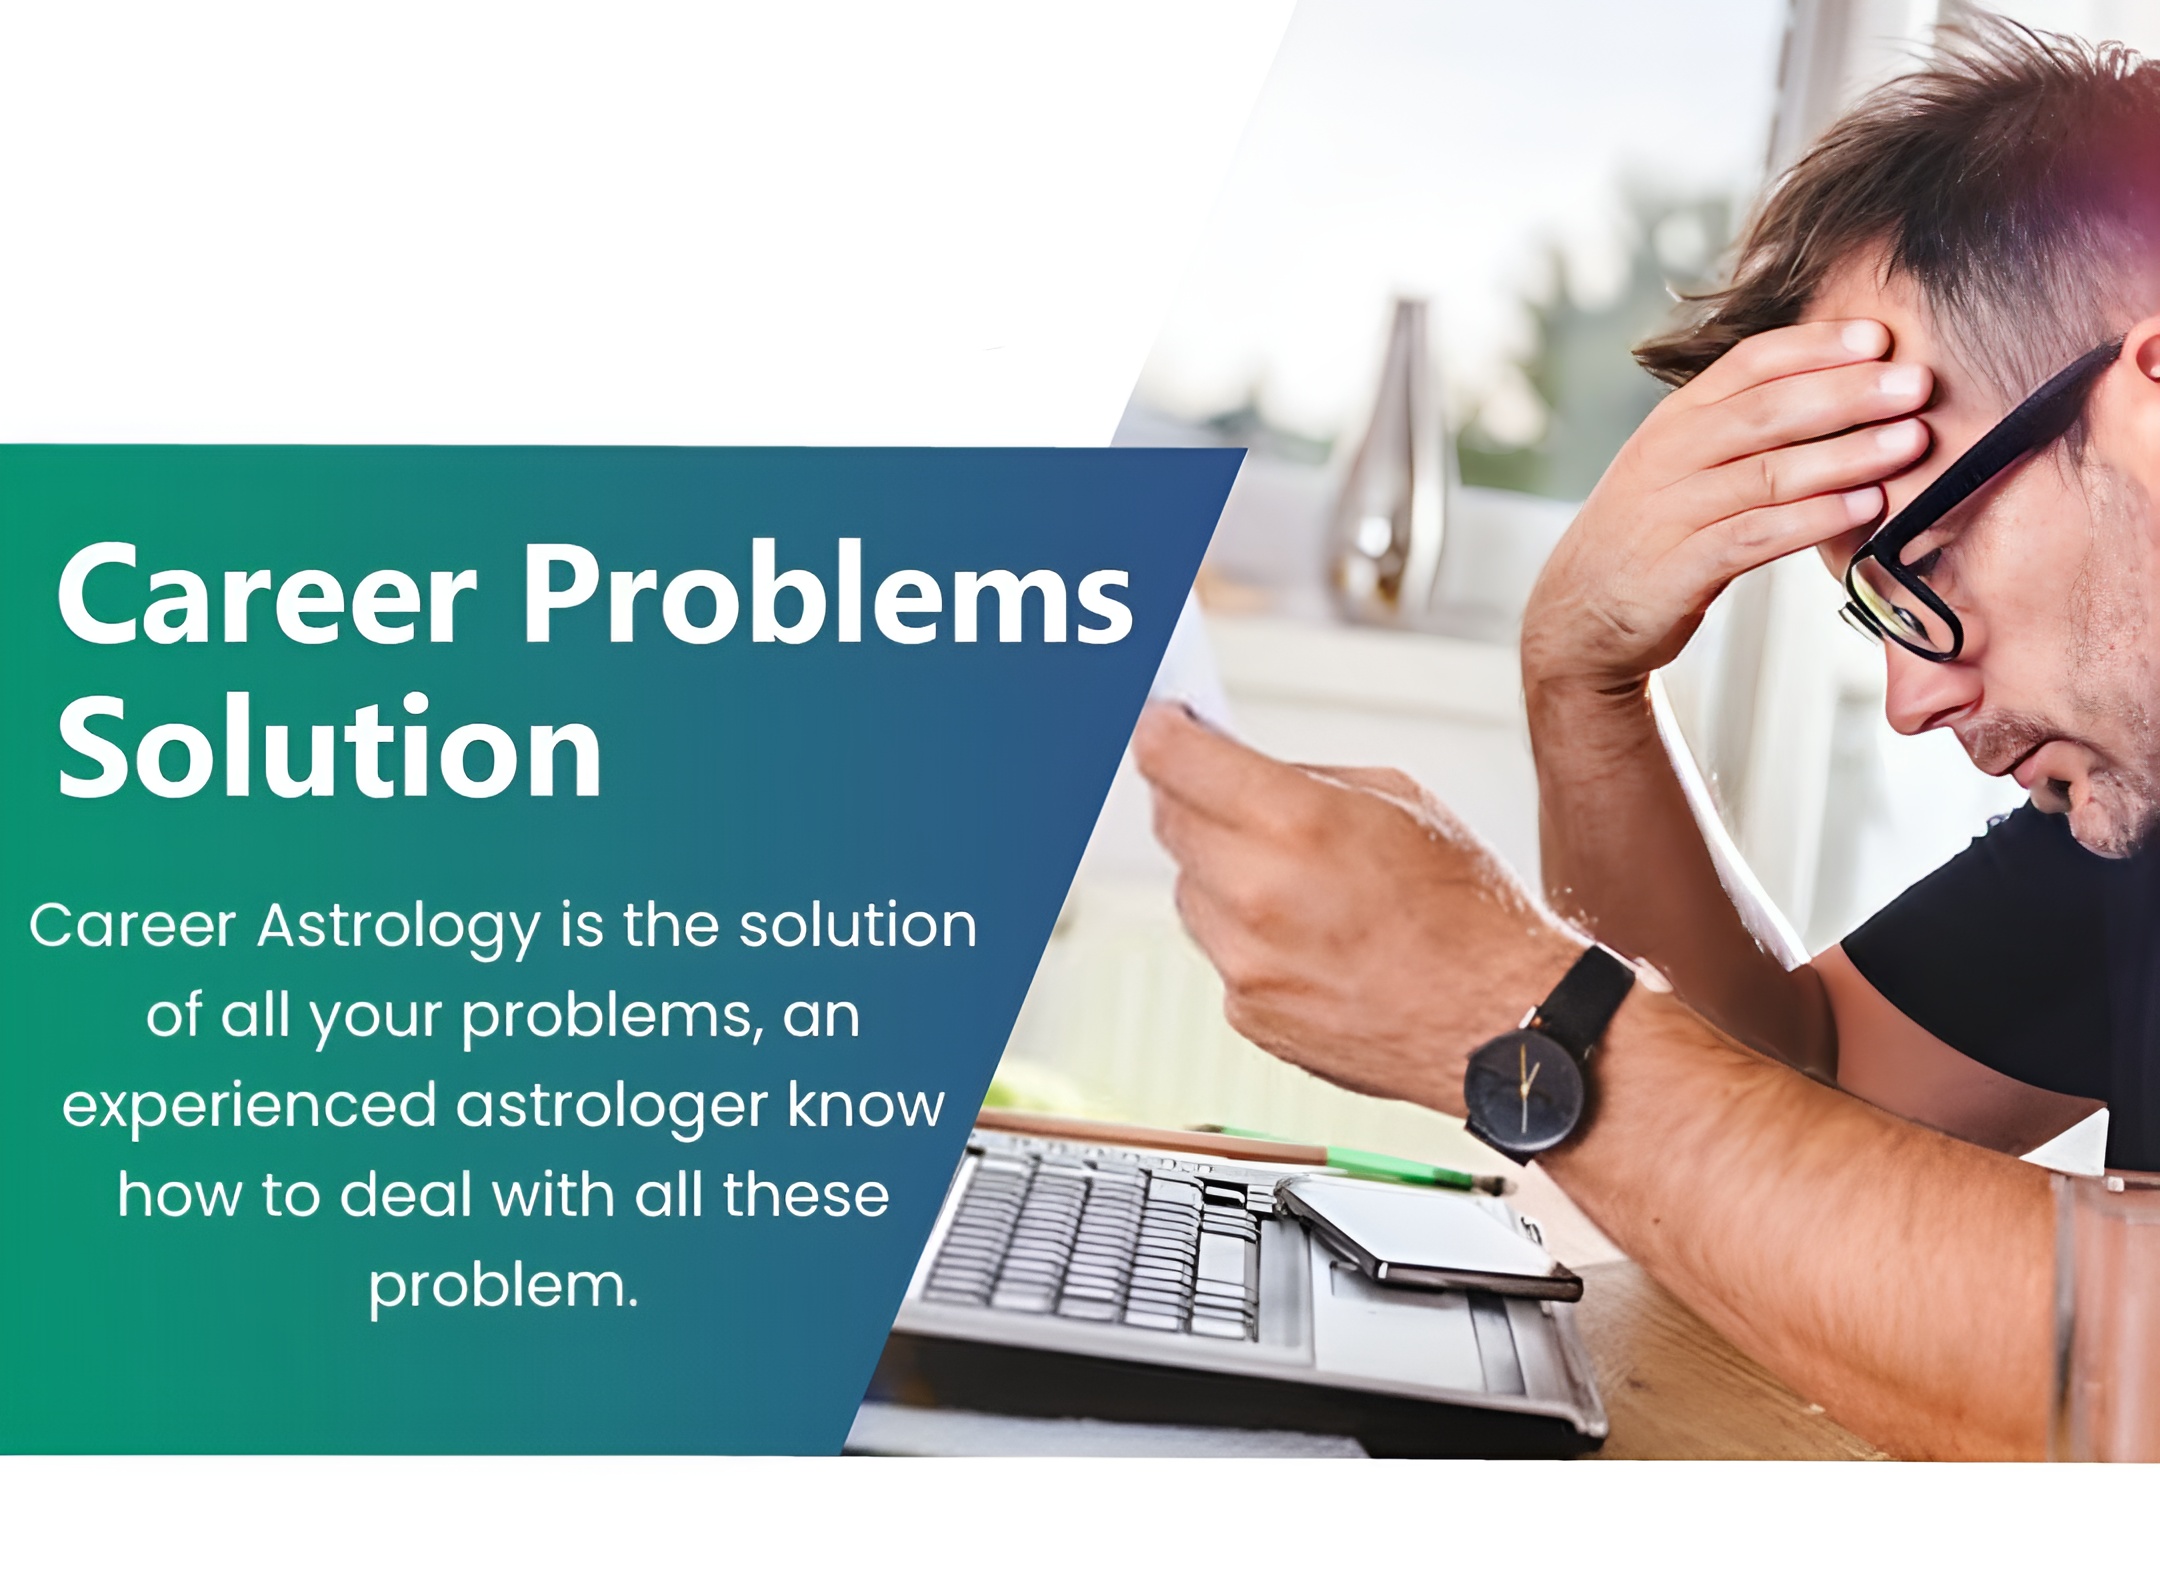 Career Problems
Solution
Career Astrology is the solution
of all your problems, an
experienced astrologer know
how to deal with all these
problem.